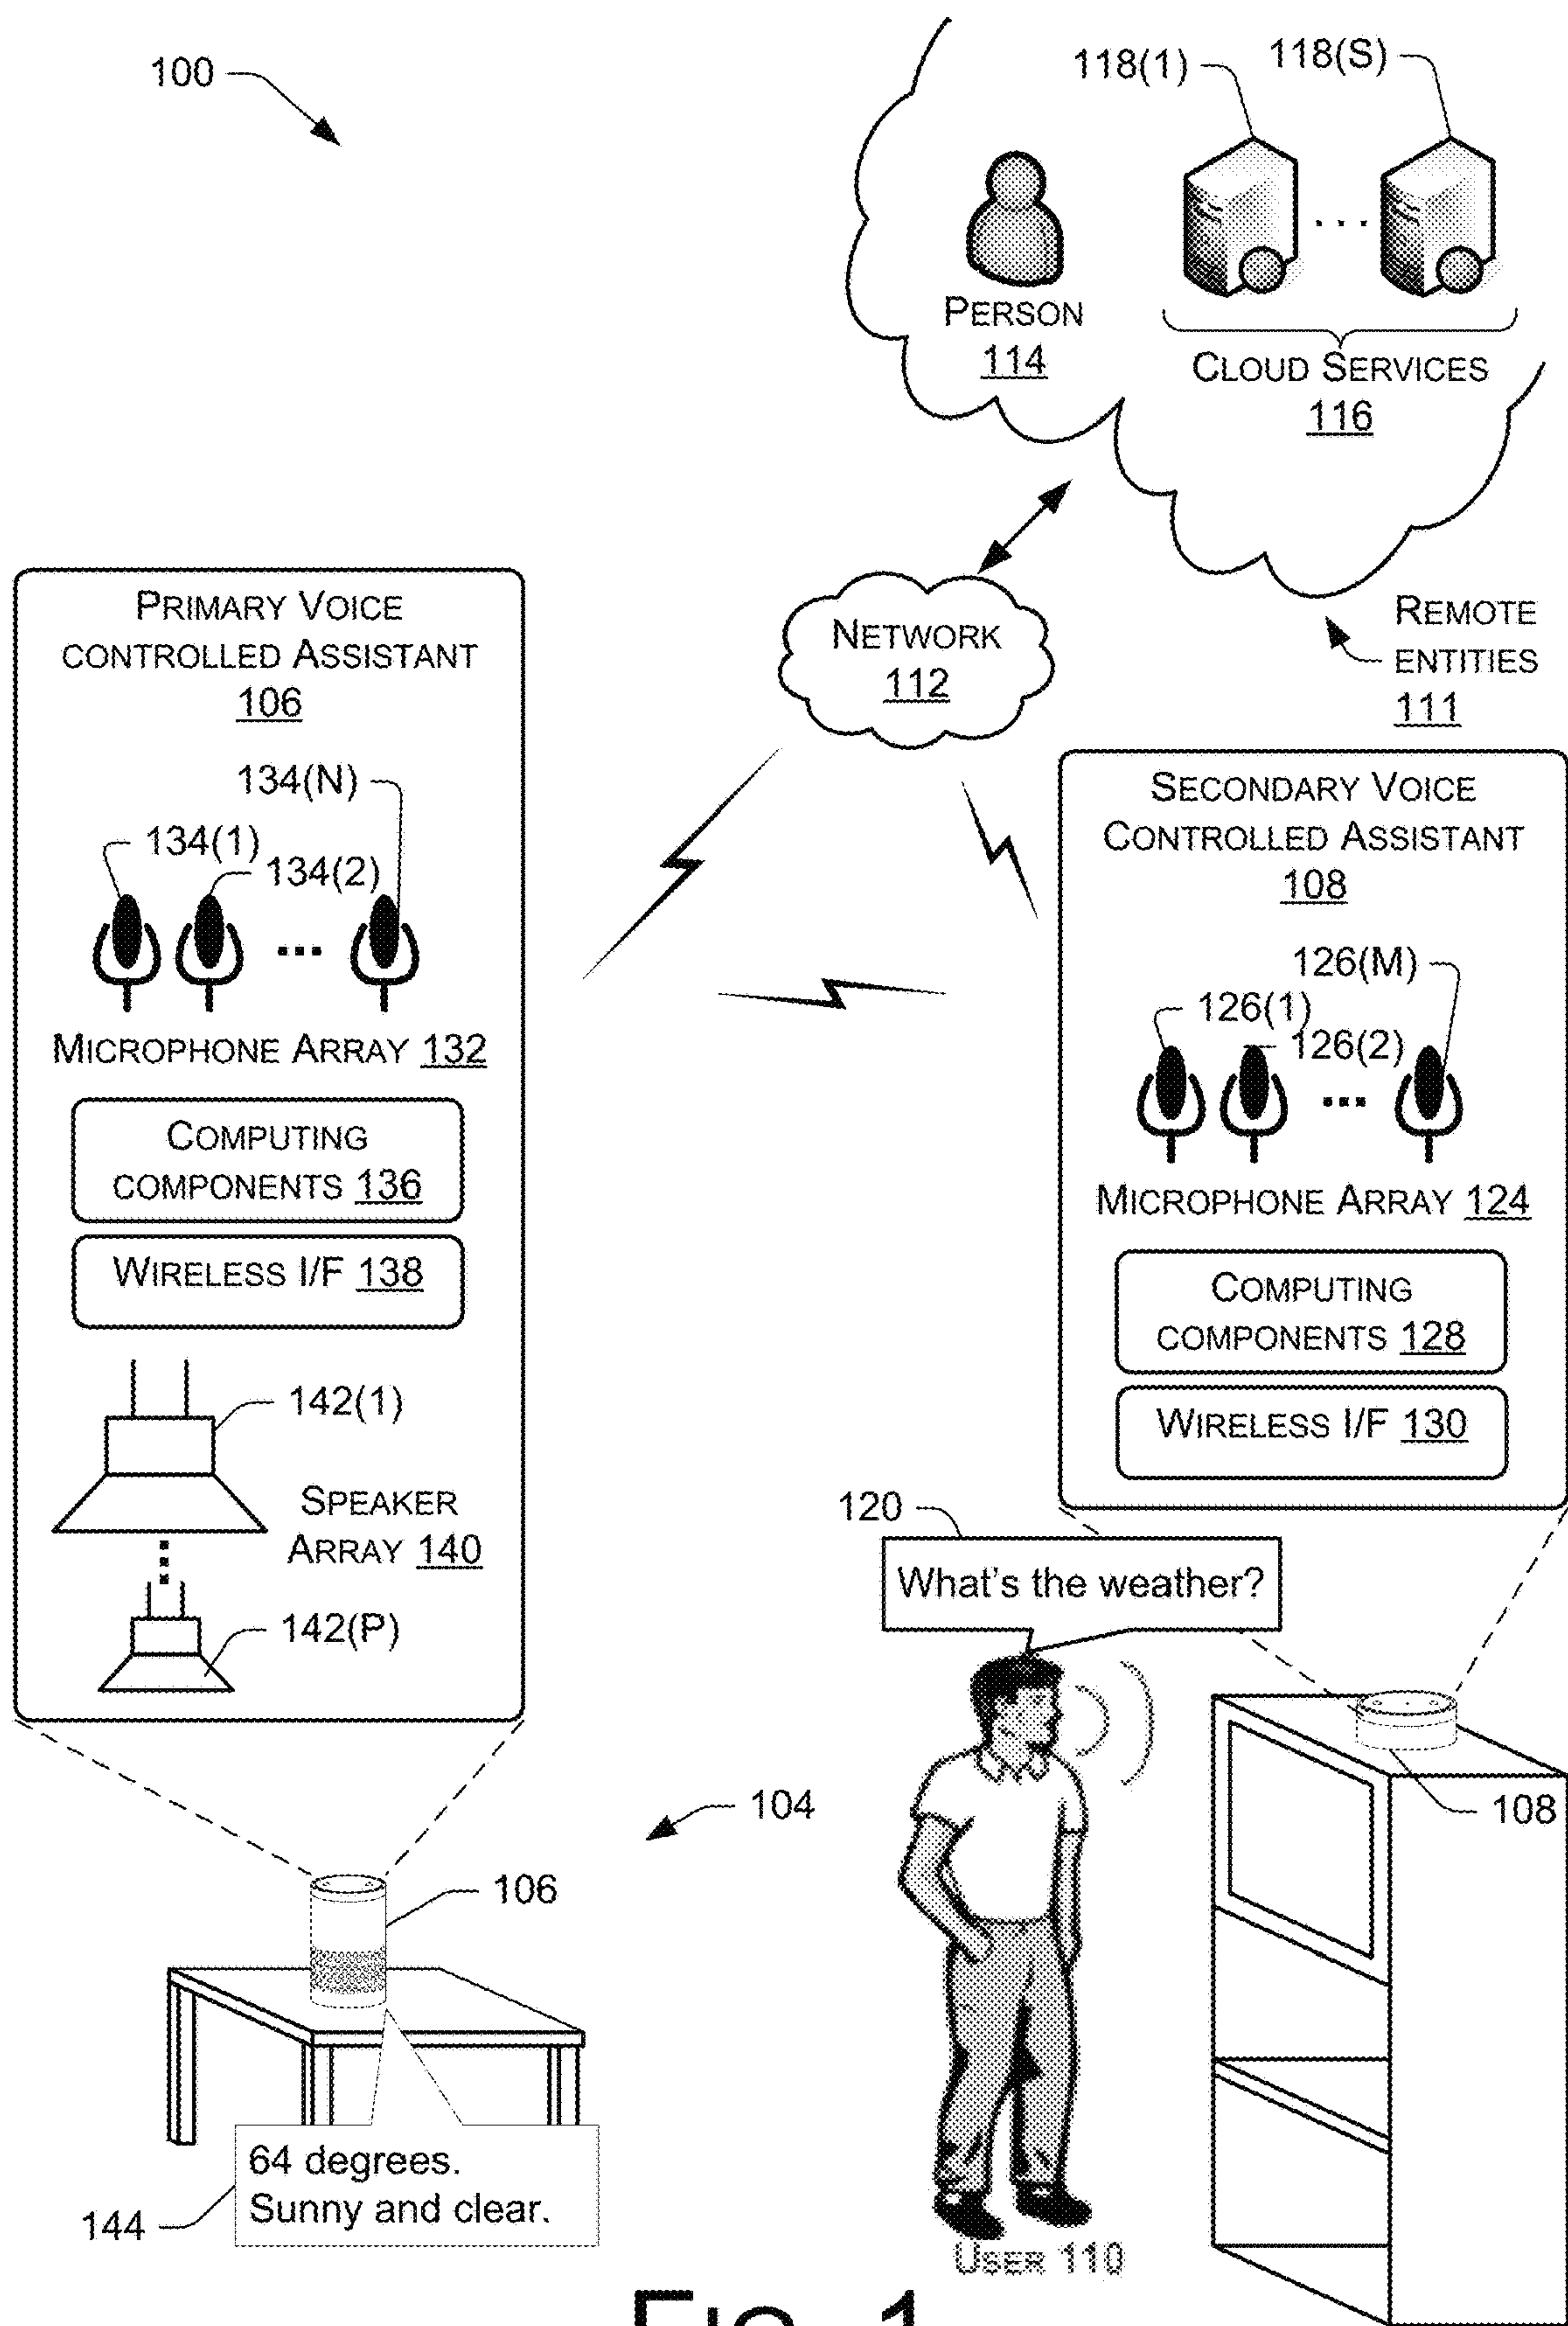 100
118(1)
118(S)
PERSON
114
CLOUD SERVICES
116
NETWORK
112
REMOTE
ENTITIES
111
PRIMARY VOICE
CONTROLLED ASSISTANT
106
134(N)
134(1)
134(2)
...
MICROPHONE ARRAY 132
COMPUTING
COMPONENTS 136
WIRELESS I/F 138
142(1)
SPEAKER
ARRAY 140
142(P)
SECONDARY VOICE
CONTROLLED ASSISTANT
108
126(M)
126(1)
126(2)
...
MICROPHONE ARRAY 124
COMPUTING
COMPONENTS 128
WIRELESS I/F 130
120
What's the weather?
104
108
106
64 degrees.
Sunny and clear.
144
USER 110
FIG. 1